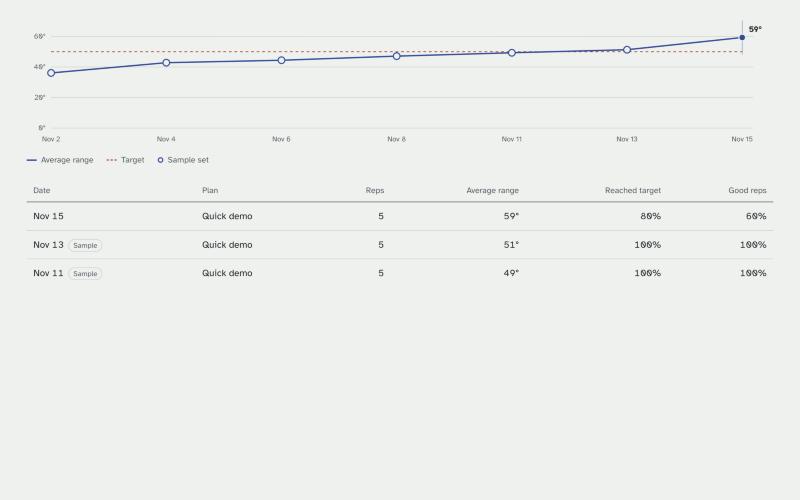 59°
60°
40°
20°
0°
Nov 2 Nov 4 Nov 6 Nov 8 Nov 11 Nov 13 Nov 15
Average range Target Sample set
Date Plan Reps Average range Reached target Good reps
Nov 15 Quick demo 5 59° 80% 60%
Nov 13 Sample Quick demo 5 51° 100% 100%
Nov 11 Sample Quick demo 5 49° 100% 100%